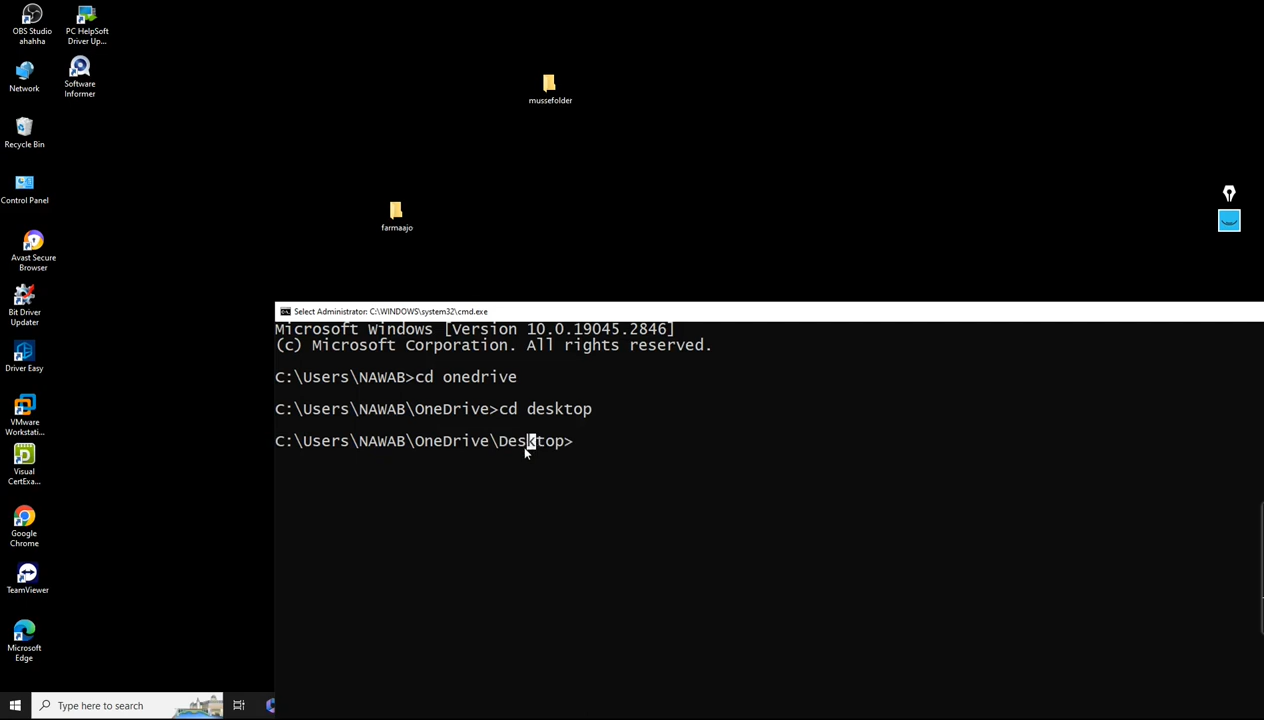 OBS Studio
ahahha
PC HelpSoft
Driver Up...
Network
Software
Informer
mussefolder
Recycle Bin
Control Panel
farmaajo
Avast Secure
Browser
Bit Driver
Updater
Select Administrator: C:\WINDOWS\system32\cmd.exe
Microsoft Windows [Version 10.0.19045.2846]
(c) Microsoft Corporation. All rights reserved.
C:\Users\NAWAB>cd onedrive
C:\Users\NAWAB\OneDrive>cd desktop
C:\Users\NAWAB\OneDrive\Desktop>
Driver Easy
VMware
Workstati...
Visual
CertExa...
Google
Chrome
TeamViewer
Microsoft
Edge
Type here to search